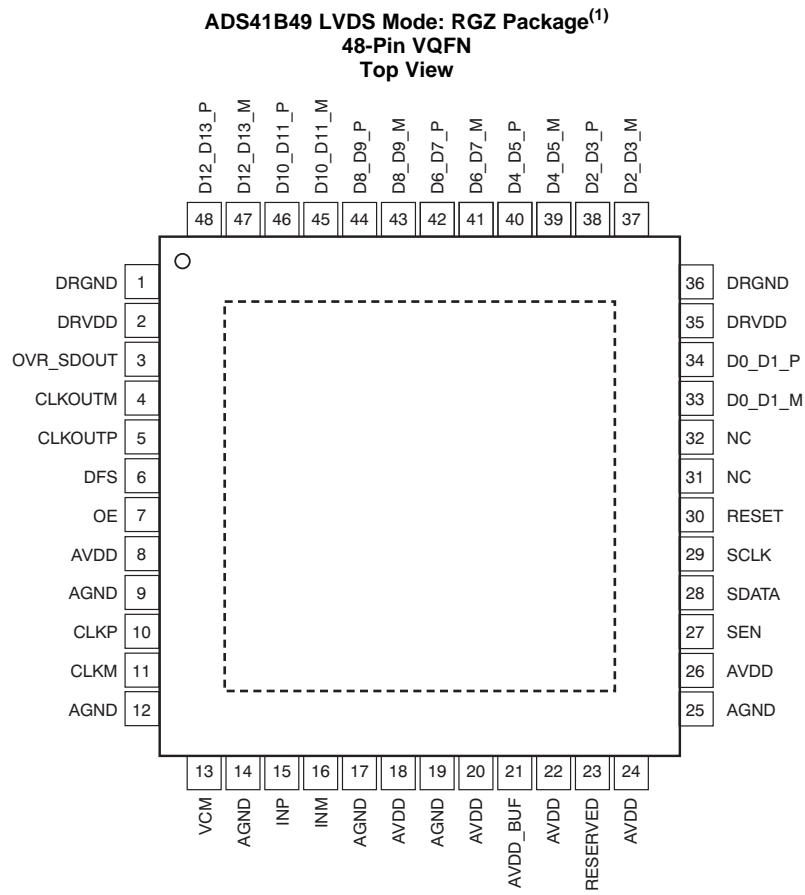 ADS41B49 LVDS Mode: RGZ Package(1)
48-Pin VQFN
Top View
D12_D13_P
D12_D13_M
D10_D11_P
D10_D11_M
D8_D9_P
D8_D9_M
D6_D7_P
D6_D7_M
D4_D5_P
D4_D5_M
D2_D3_P
D2_D3_M
48 47 46 45 44 43 42 41 40 39 38 37
DRGND 1 36 DRGND
DRVDD 2 35 DRVDD
OVR_SDOUT 3 34 D0_D1_P
CLKOUTM 4 33 D0_D1_M
CLKOUTP 5 32 NC
DFS 6 31 NC
OE 7 30 RESET
AVDD 8 29 SCLK
AGND 9 28 SDATA
CLKP 10 27 SEN
CLKM 11 26 AVDD
AGND 12 25 AGND
13 14 15 16 17 18 19 20 21 22 23 24
VCM
AGND
INP
INM
AGND
AVDD
AGND
AVDD
AVDD_BUF
AVDD
RESERVED
AVDD